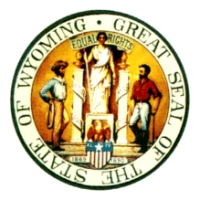 GREAT SEAL OF THE STATE OF WYOMING ·
EQUAL RIGHTS
1869 1890